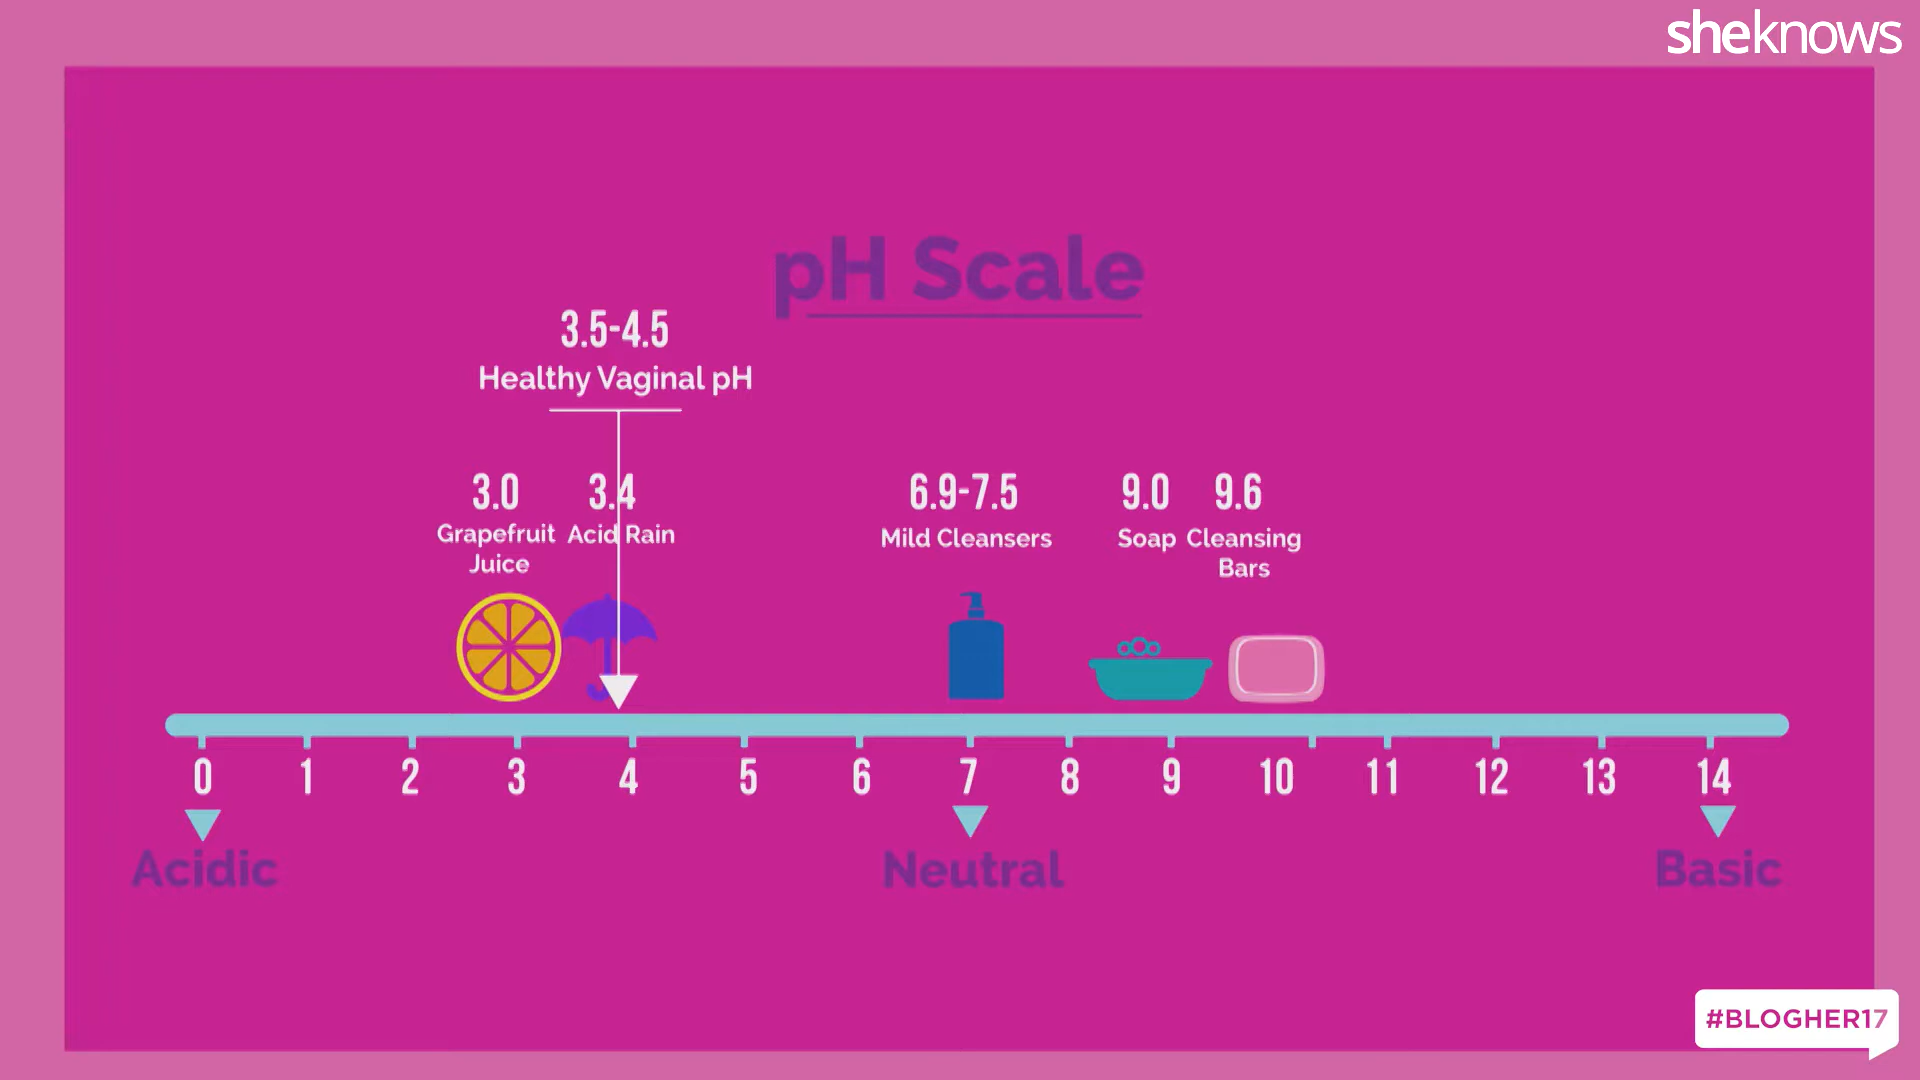 sheknows
pH Scale
3.5-4.5
Healthy Vaginal pH
3.0
Grapefruit
Juice
3.4
Acid Rain
6.9-7.5
Mild Cleansers
9.0
Soap
9.6
Cleansing
Bars
0 1 2 3 4 5 6 7 8 9 10 11 12 13 14
Acidic Neutral Basic
#BLOGHER17